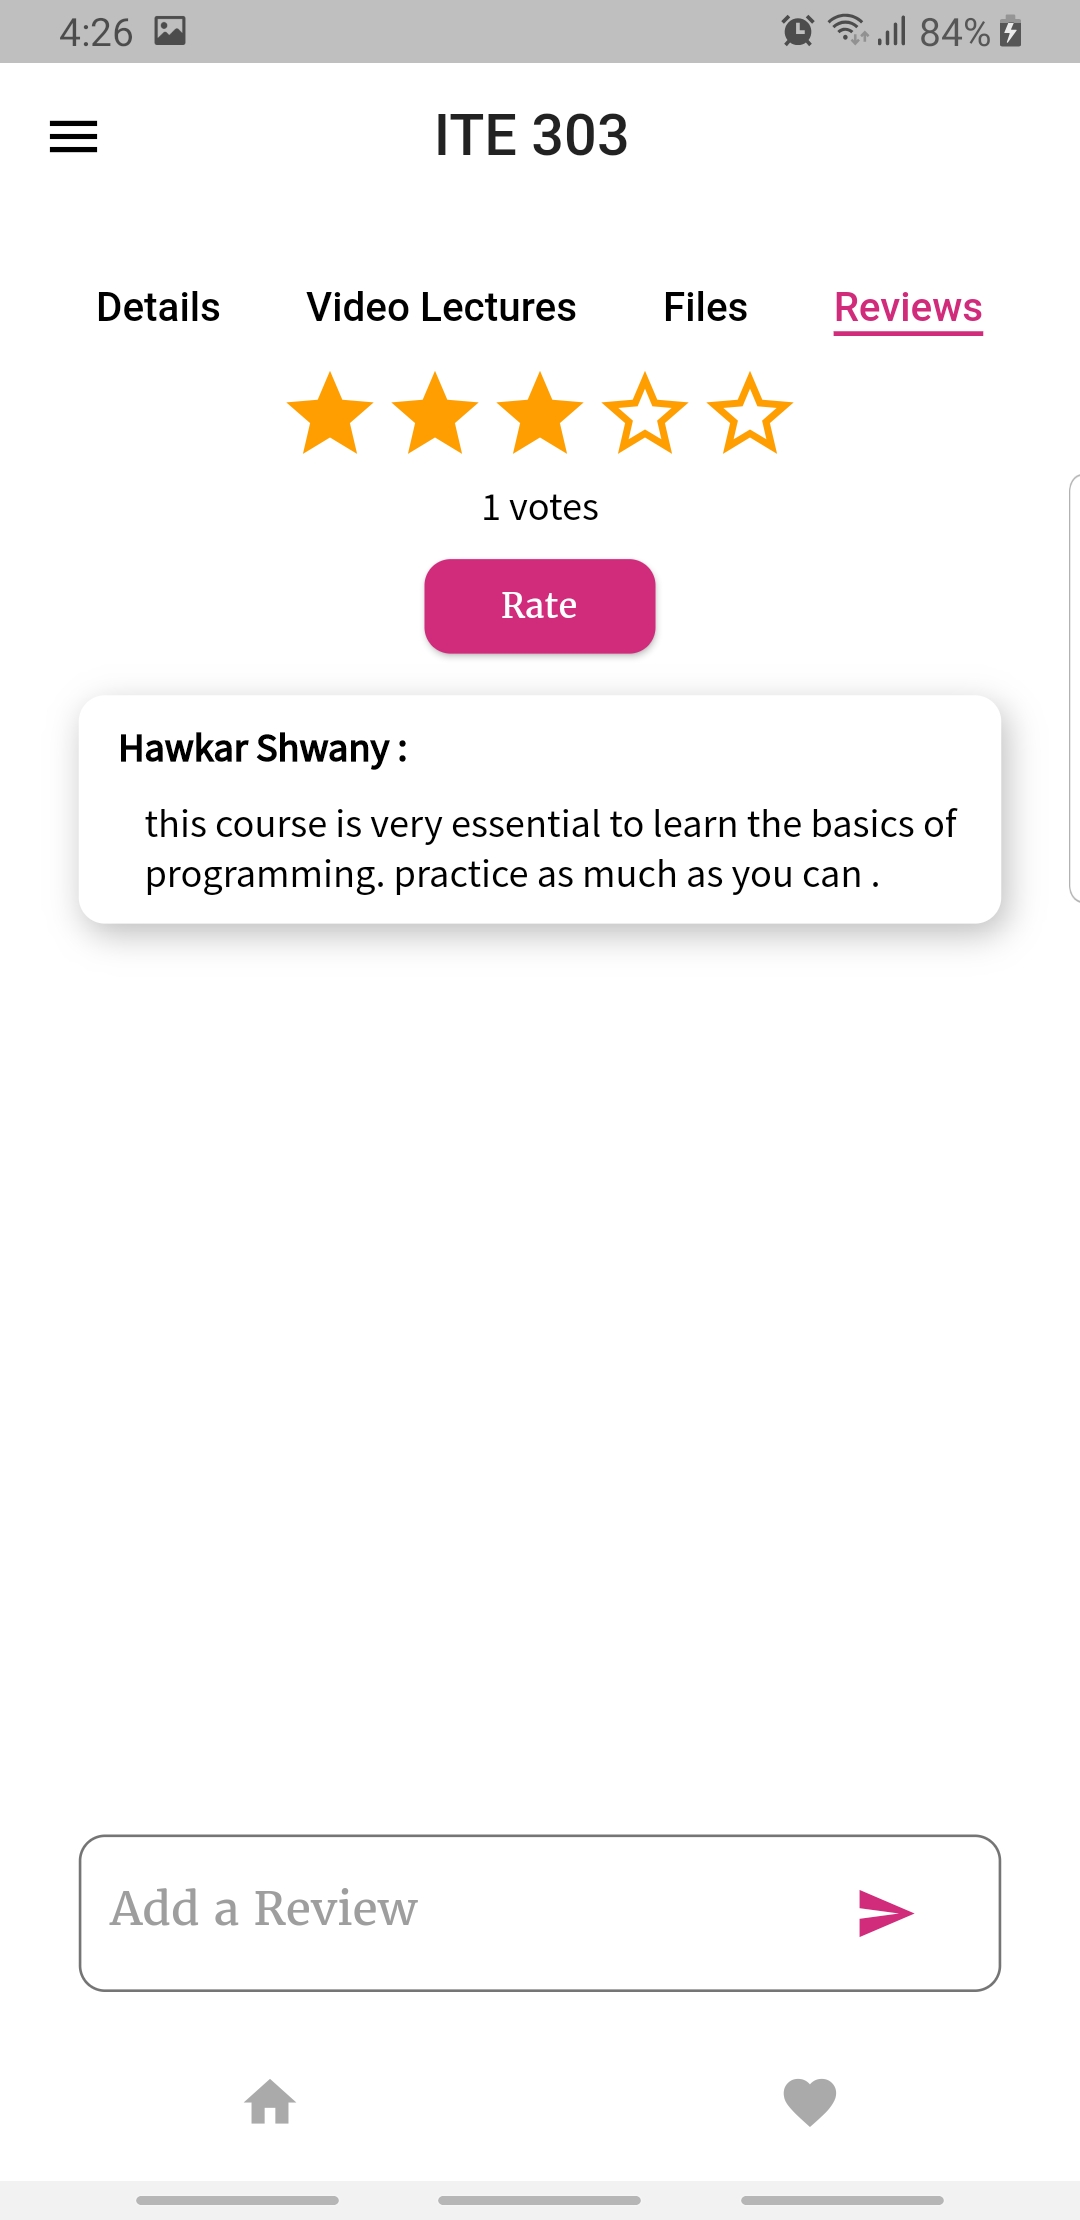 4:26 84%
ITE 303
Details Video Lectures Files Reviews
1 votes
Rate
Hawkar Shwany :
this course is very essential to learn the basics of
programming. practice as much as you can .
Add a Review